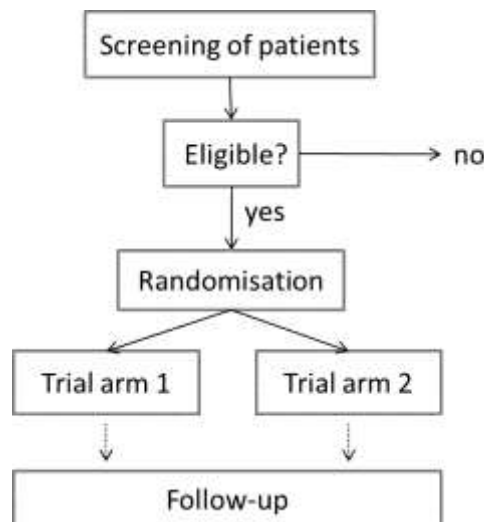 Screening of patients
Eligible?
no
yes
Randomisation
Trial arm 1
Trial arm 2
Follow-up